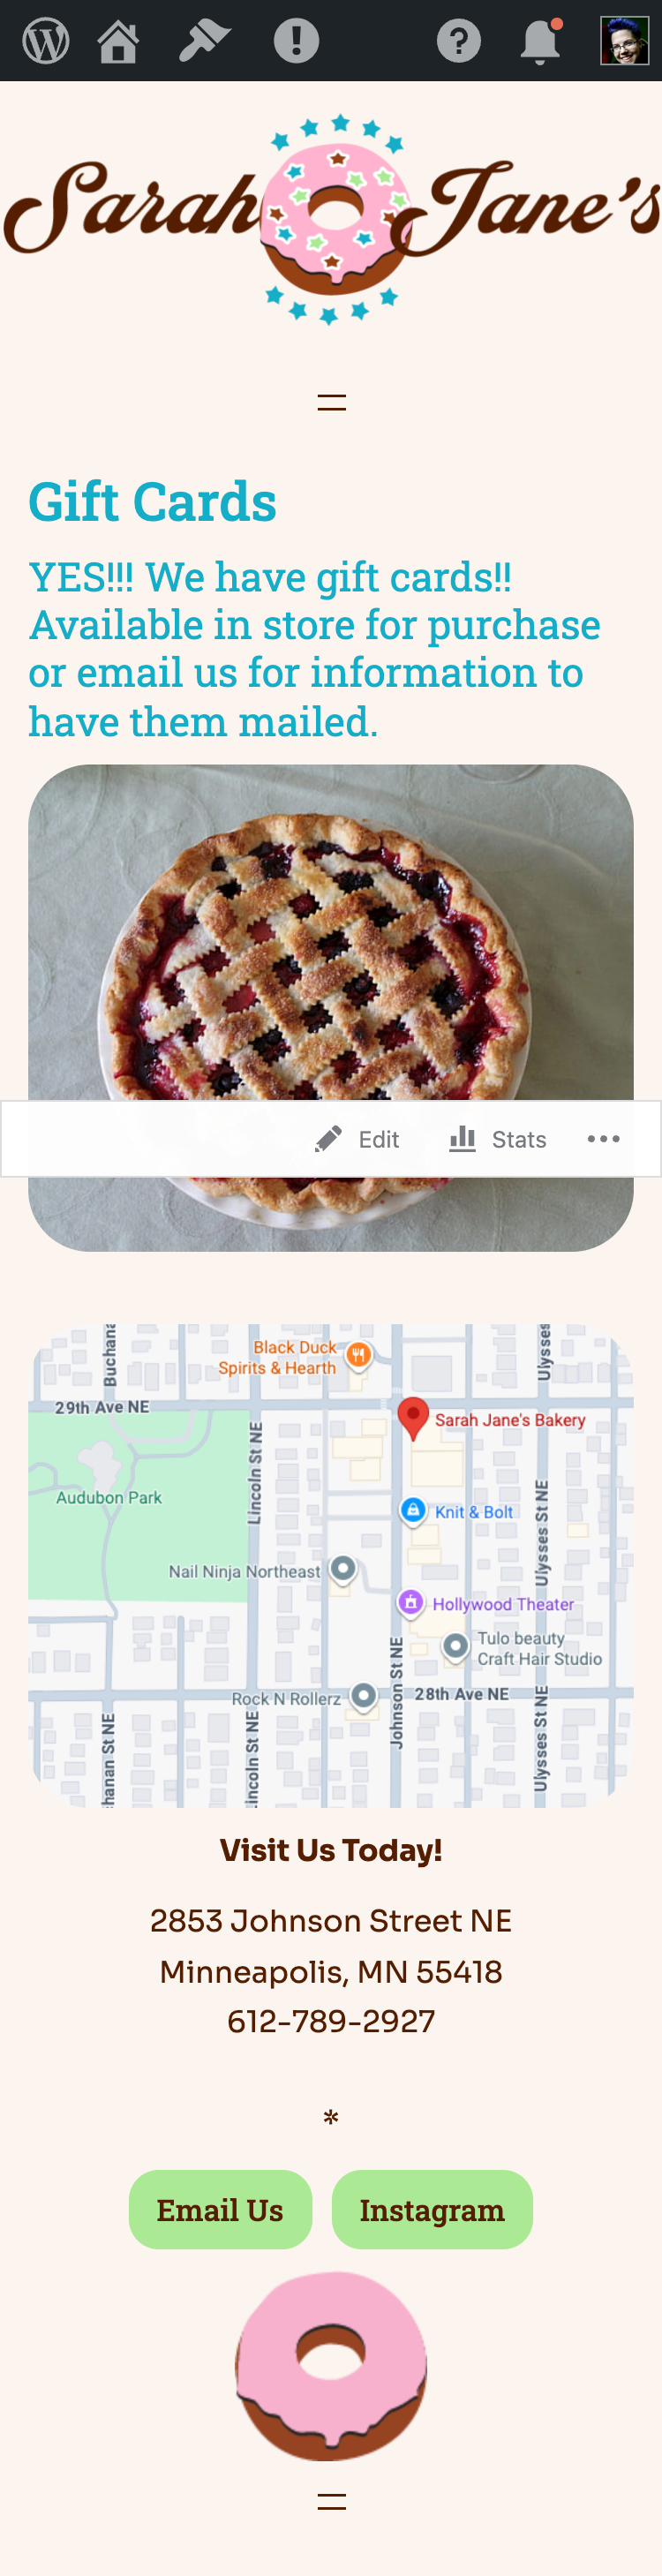 Sarah Jane's
Gift Cards
YES!!! We have gift cards!!
Available in store for purchase
or email us for information to
have them mailed.
Edit
Stats
Buchana
Black Duck
Spirits & Hearth
Ulysses
29th Ave NE
Sarah Jane's Bakery
Lincoln St NE
Audubon Park
Knit & Bolt
Ulysses St NE
Nail Ninja Northeast
Hollywood Theater
Tulo beauty
Craft Hair Studio
Johnson St NE
Rock N Rollerz
28th Ave NE
hanan St NE
incoln St NE
Ulysses St NE
Visit Us Today!
2853 Johnson Street NE
Minneapolis, MN 55418
612-789-2927
*
Email Us
Instagram